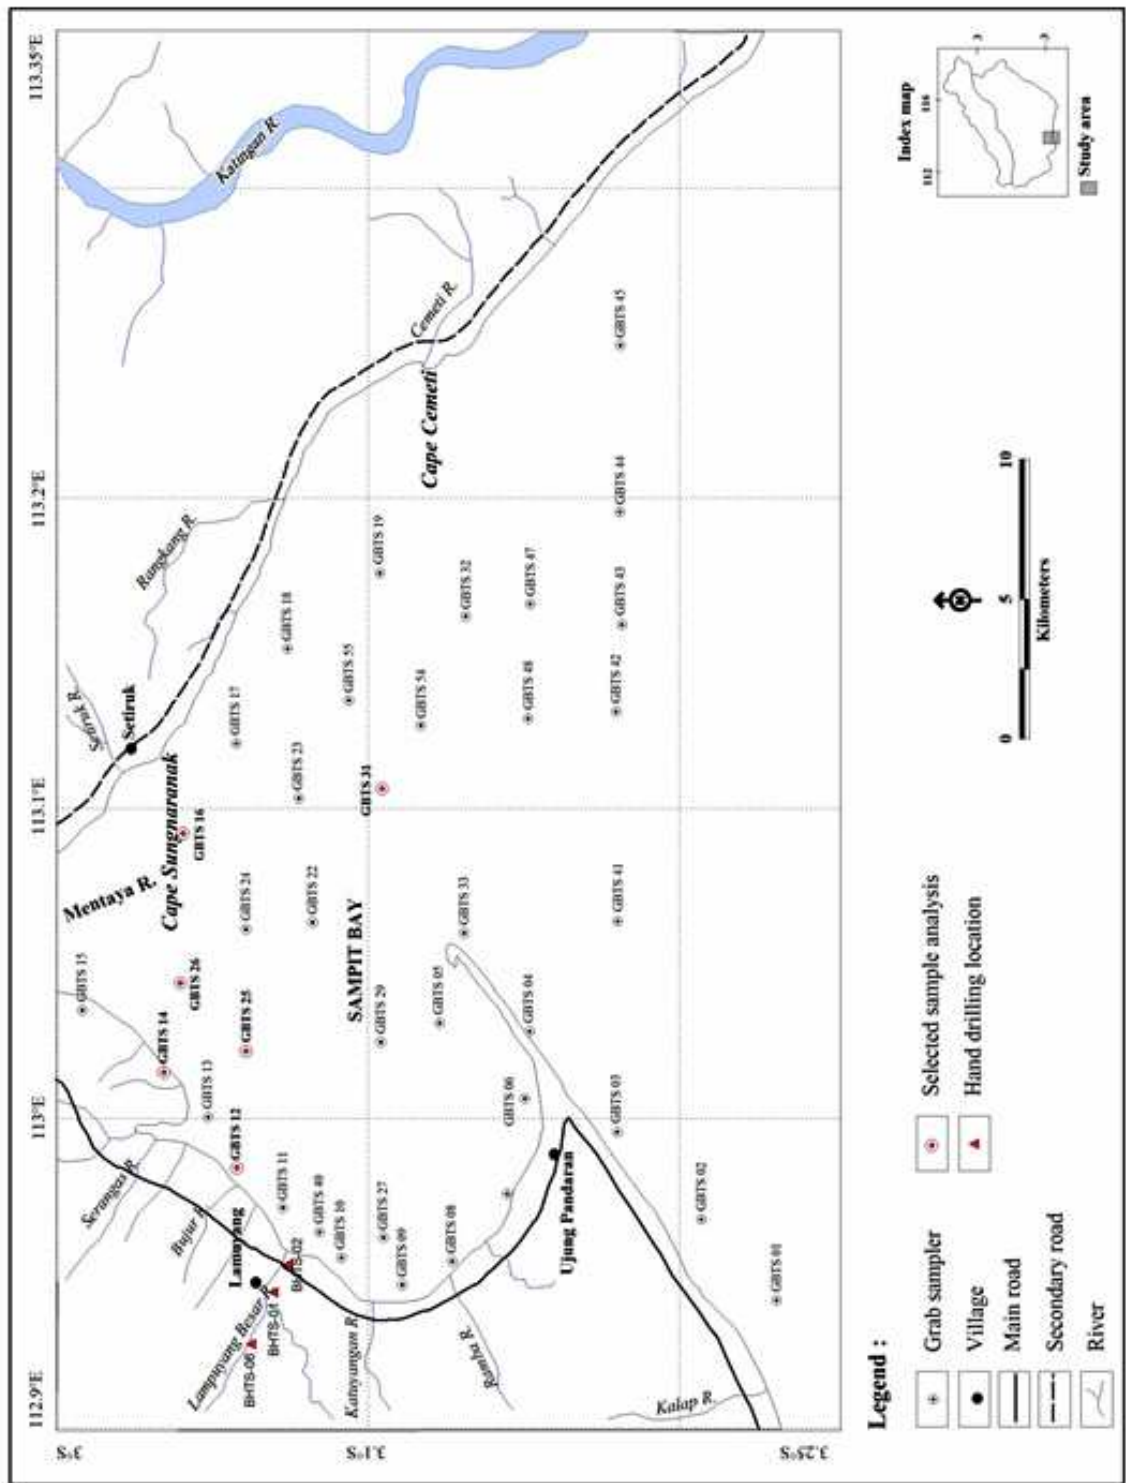 112.9°E
113°E
113.1°E
113.2°E
113.35°E
3°S
3.1°S
3.25°S
Mentaya R.
Cape Sungnaranak
Setiruk
Rangkang R.
Katingan R.
Cemeti R.
Cape Cemeti
SAMPIT BAY
Serangas R.
Bujur R.
Lampuyang Besar R.
Katuyungan R.
Kalap R.
Ujung Pandaran
BHTS-06
BHTS-01
BHTS-02
GBTS 15
GBTS 14
GBTS 26
GBTS 16
GBTS 13
GBTS 25
GBTS 24
GBTS 17
GBTS 12
GBTS 11
GBTS 40
GBTS 10
GBTS 22
GBTS 23
GBTS 18
GBTS 55
GBTS 27
GBTS 29
GBTS 31
GBTS 19
GBTS 09
GBTS 08
GBTS 05
GBTS 33
GBTS 54
GBTS 32
GBTS 06
GBTS 04
GBTS 48
GBTS 47
GBTS 03
GBTS 41
GBTS 42
GBTS 43
GBTS 44
GBTS 45
GBTS 02
GBTS 01
Legend :
Grab sampler
Village
Main road
Secondary road
River
Selected sample analysis
Hand drilling location
0
5
10
Kilometers
Index map
112
116
Study area